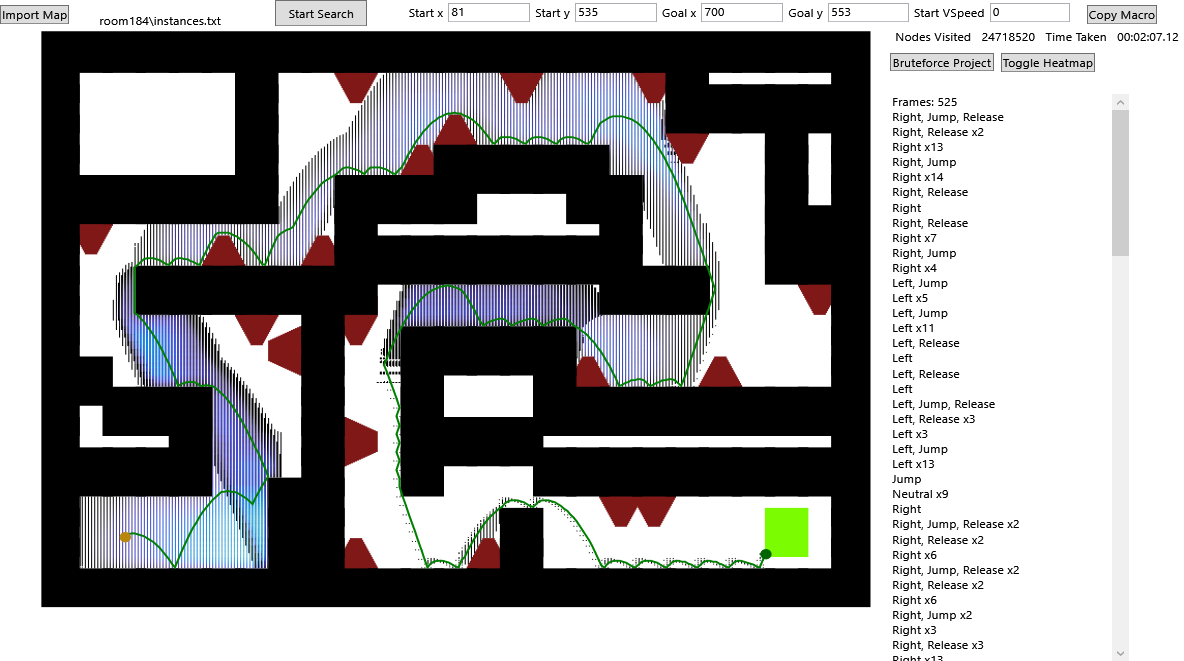 Import Map
room184\instances.txt
Start Search
Start x 81 Start y 535 Goal x 700 Goal y 553 Start VSpeed 0
Copy Macro
Nodes Visited 24718520 Time Taken 00:02:07.12
Bruteforce Project Toggle Heatmap
Frames: 525
Right, Jump, Release
Right, Release x2
Right x13
Right, Jump
Right x14
Right, Release
Right
Right, Release
Right x7
Right, Jump
Right x4
Left, Jump
Left x5
Left, Jump
Left x11
Left, Release
Left
Left, Release
Left
Left, Jump, Release
Left, Release x3
Left x3
Left, Jump
Left x13
Jump
Neutral x9
Right
Right, Jump, Release x2
Right, Release x2
Right x6
Right, Jump, Release x2
Right, Release x2
Right x6
Right, Jump x2
Right x3
Right, Release x3
Right x13